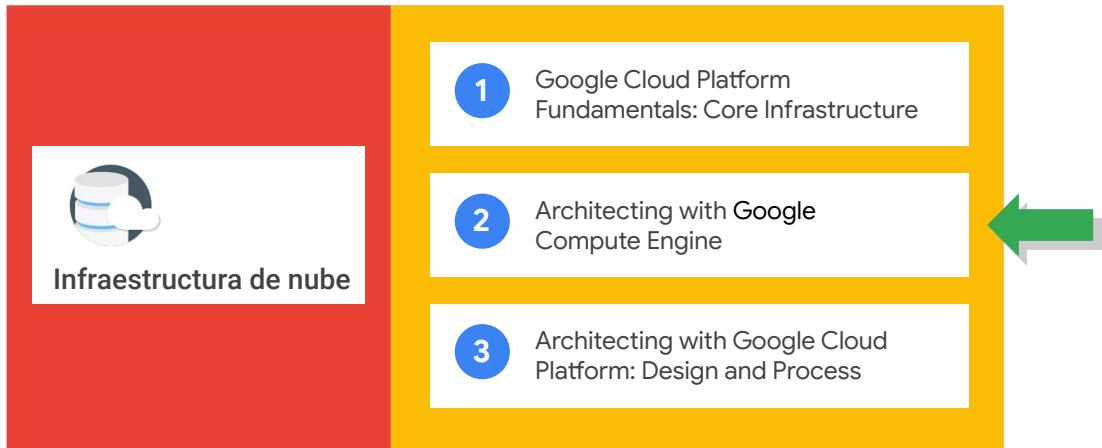 Infraestructura de nube
1
Google Cloud Platform
Fundamentals: Core Infrastructure
2
Architecting with Google
Compute Engine
3
Architecting with Google Cloud
Platform: Design and Process